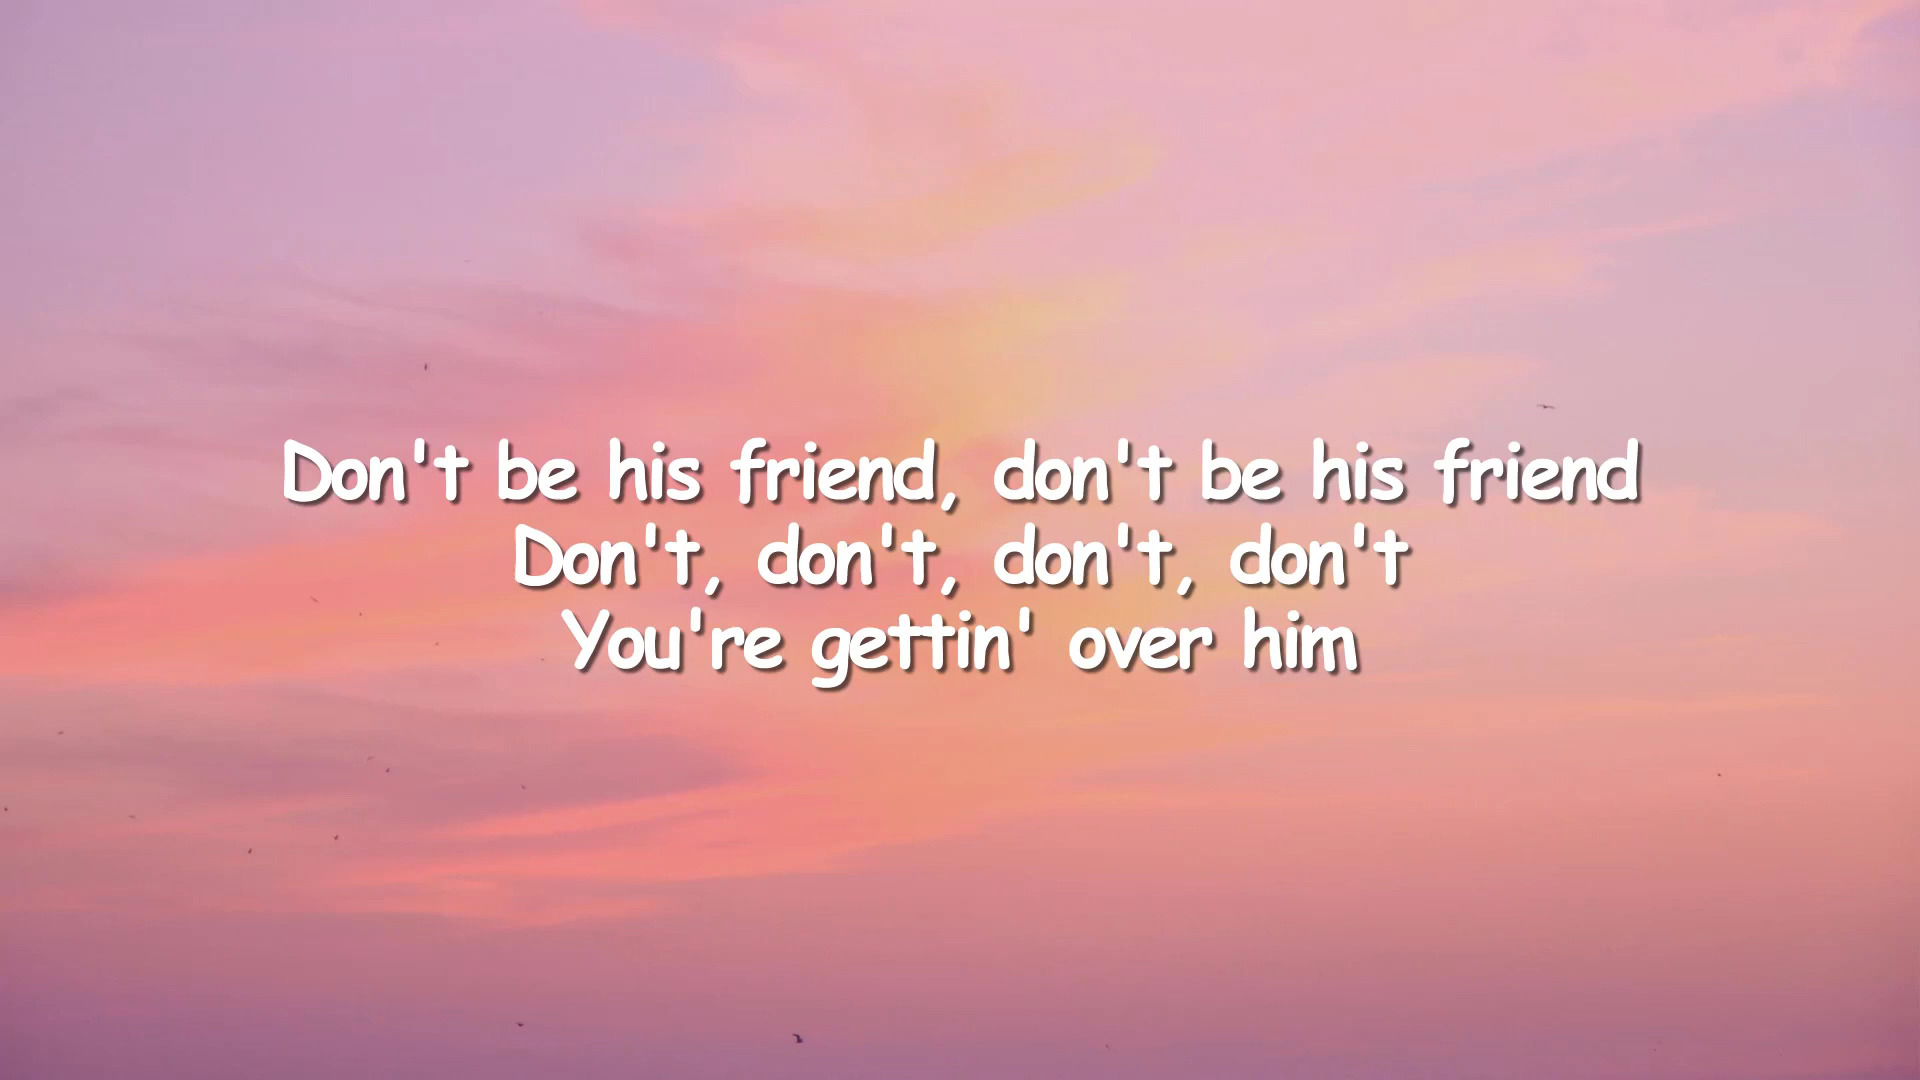 Don't be his friend, don't be his friend
Don't, don't, don't, don't
You're gettin' over him